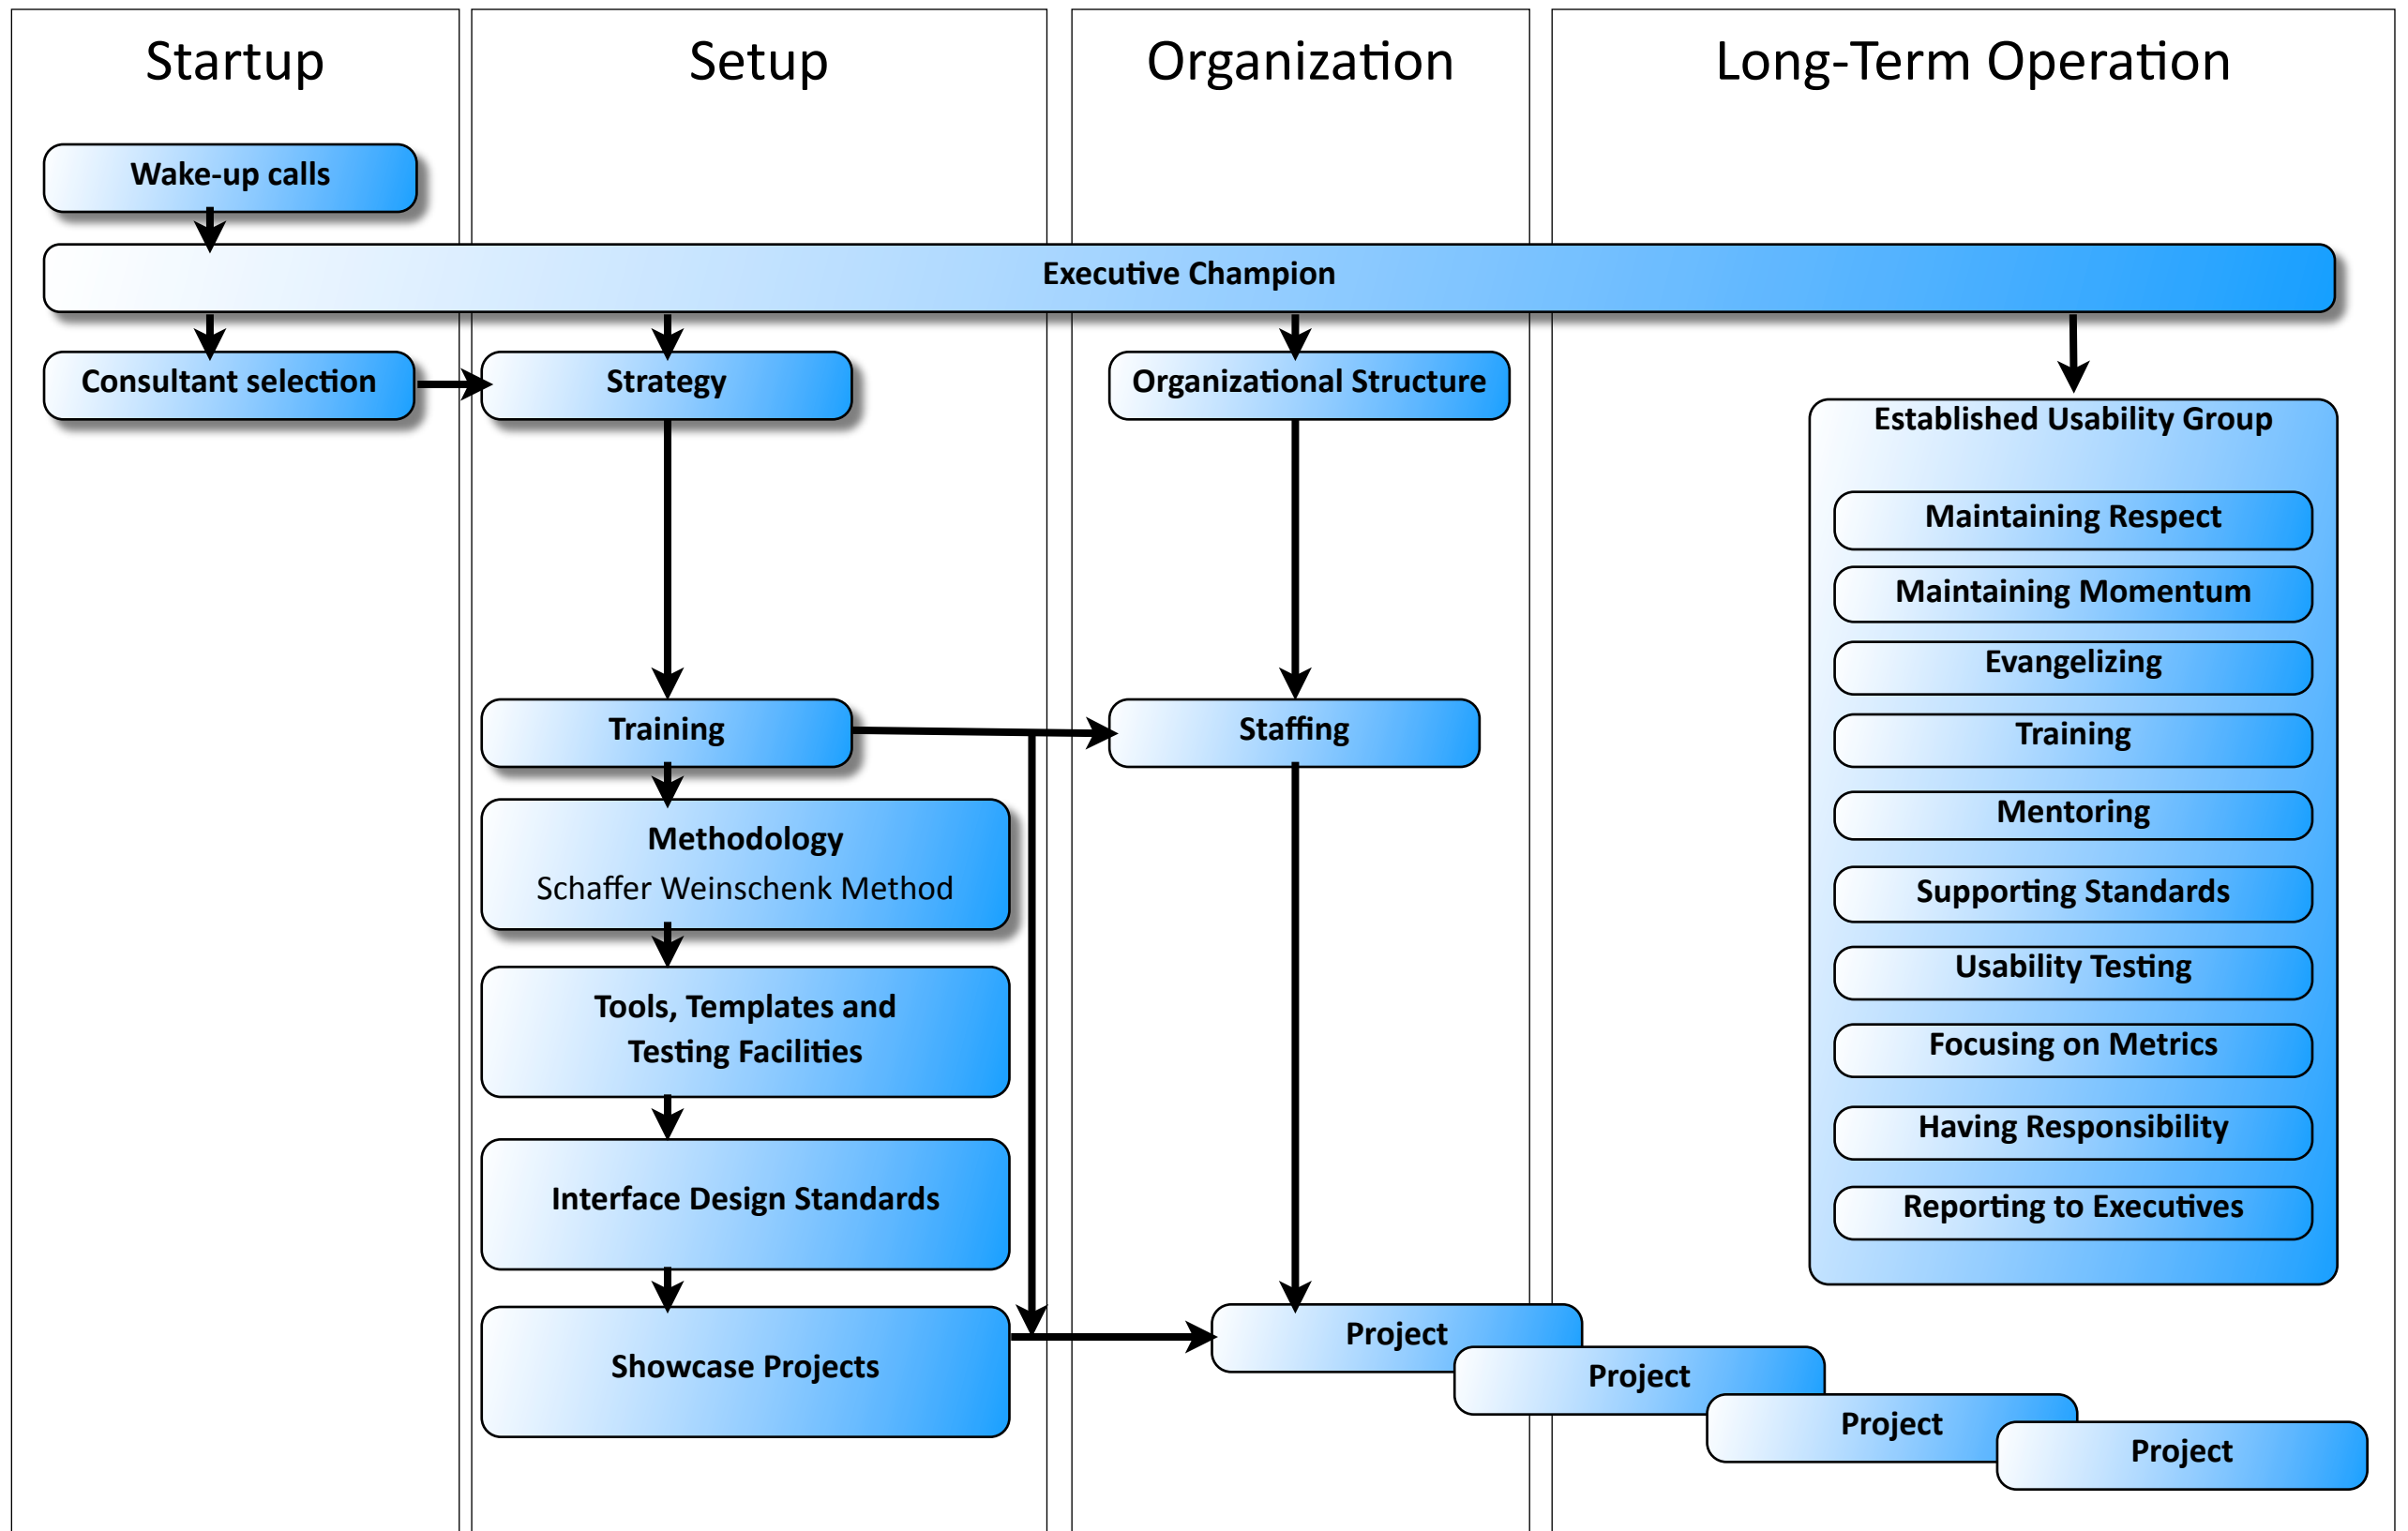 Startup
Setup
Organization
Long-Term Operation
Wake-up calls
Executive Champion
Consultant selection
Strategy
Organizational Structure
Established Usability Group
Maintaining Respect
Maintaining Momentum
Evangelizing
Training
Mentoring
Supporting Standards
Usability Testing
Focusing on Metrics
Having Responsibility
Reporting to Executives
Training
Staffing
Methodology
Schaffer Weinschenk Method
Tools, Templates and
Testing Facilities
Interface Design Standards
Showcase Projects
Project
Project
Project
Project